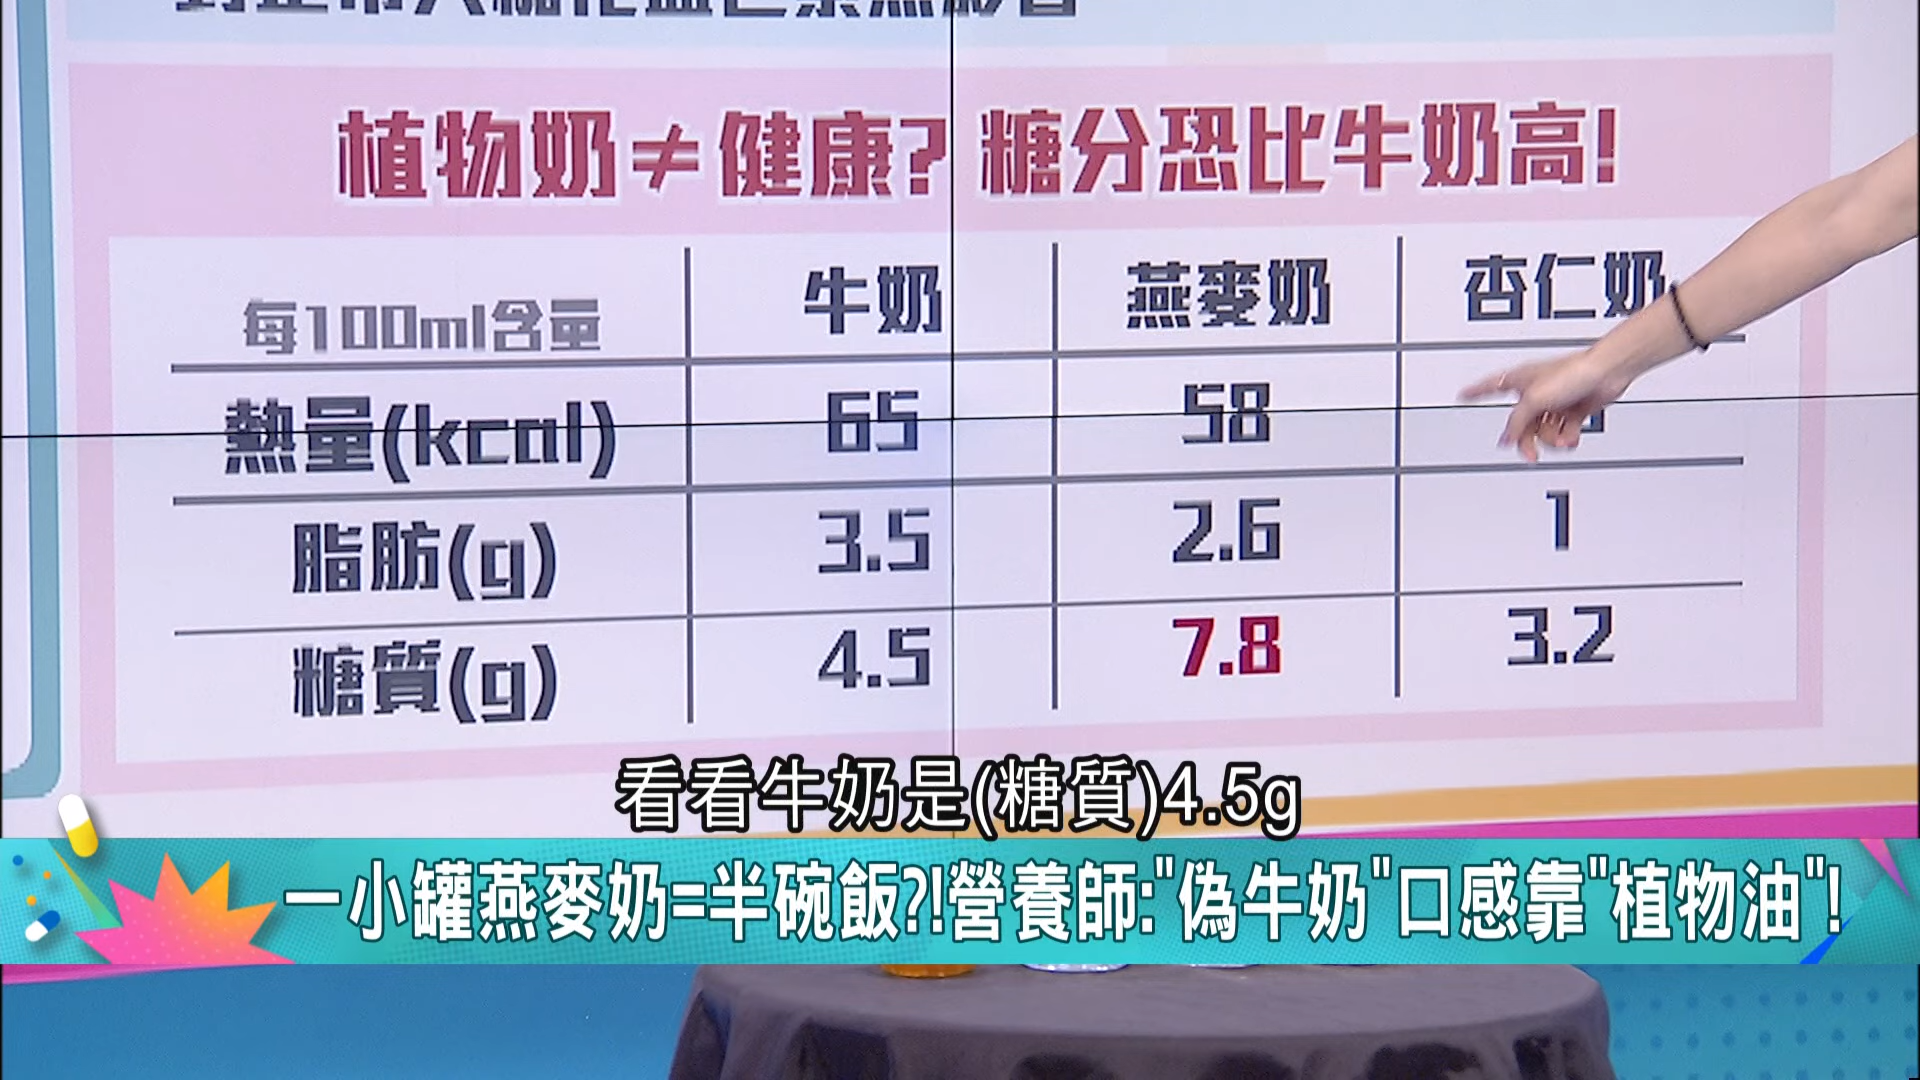 植物奶≠健康? 糖分恐比牛奶高!
每100ml含量 牛奶 燕麥奶 杏仁奶
熱量(kcal) 65 58
脂肪(g) 3.5 2.6 1
糖質(g) 4.5 7.8 3.2
看看牛奶是(糖質)4.5g
一小罐燕麥奶=半碗飯?!營養師:"偽牛奶"口感靠"植物油"!